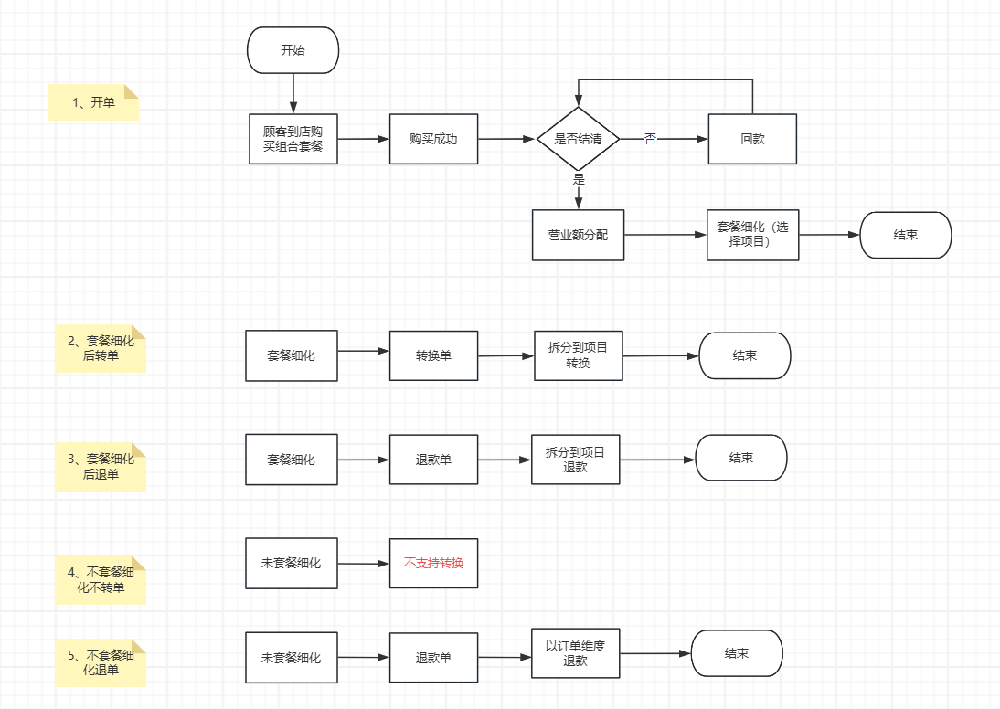 开始
1、开单
顾客到店购
买组合套餐
购买成功
是否结清
否
回款
是
营业额分配
套餐细化（选
择项目）
结束
2、套餐细化
后转单
套餐细化
转换单
拆分到项目
转换
结束
3、套餐细化
后退单
套餐细化
退款单
拆分到项目
退款
结束
4、不套餐细
化不转单
未套餐细化
不支持转换
5、不套餐细
化退单
未套餐细化
退款单
以订单维度
退款
结束